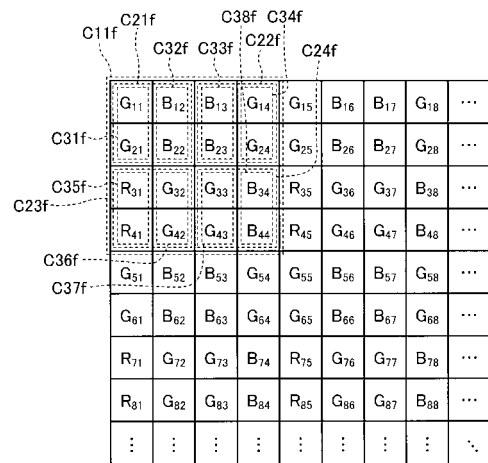 C21f C38f C34f
C11f C32f C33f C22f C24f
G11 B12 B13 G14 G15 B16 B17 G18 ···
C31f G21 B22 B23 G24 G25 B26 B27 G28 ···
C35f R31 G32 G33 B34 R35 G36 G37 B38 ···
C23f
R41 G42 G43 B44 R45 G46 G47 B48 ···
C36f G51 B52 B53 G54 G55 B56 B57 G58 ···
C37f
G61 B62 B63 G64 G65 B66 B67 G68 ···
R71 G72 G73 B74 R75 G76 G77 B78 ···
R81 G82 G83 B84 R85 G86 G87 B88 ···
⋮ ⋮ ⋮ ⋮ ⋮ ⋮ ⋮ ⋮ ⋱